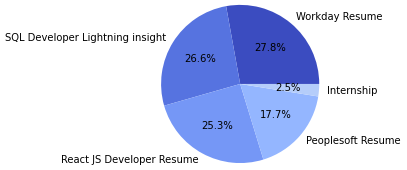 Workday Resume
27.8%
SQL Developer Lightning insight
26.6%
25.3%
React JS Developer Resume
17.7%
Peoplesoft Resume
2.5%
Internship